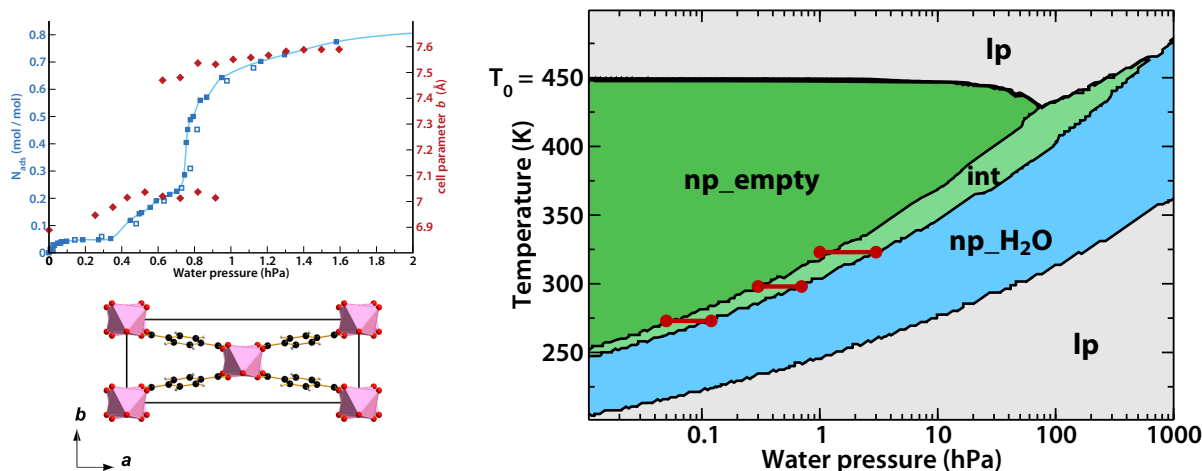 0.8
0.7
0.6
0.5
0.4
0.3
0.2
0.1
0
N_ads (mol / mol)
7.6
7.5
7.4
7.3
7.2
7.1
7
6.9
cell parameter b (Å)
0 0.2 0.4 0.6 0.8 1 1.2 1.4 1.6 1.8 2
Water pressure (hPa)
b
a
T₀ = 450
400
350
300
250
Temperature (K)
lp
np_empty
int
np_H₂O
lp
0.1 1 10 100 1000
Water pressure (hPa)